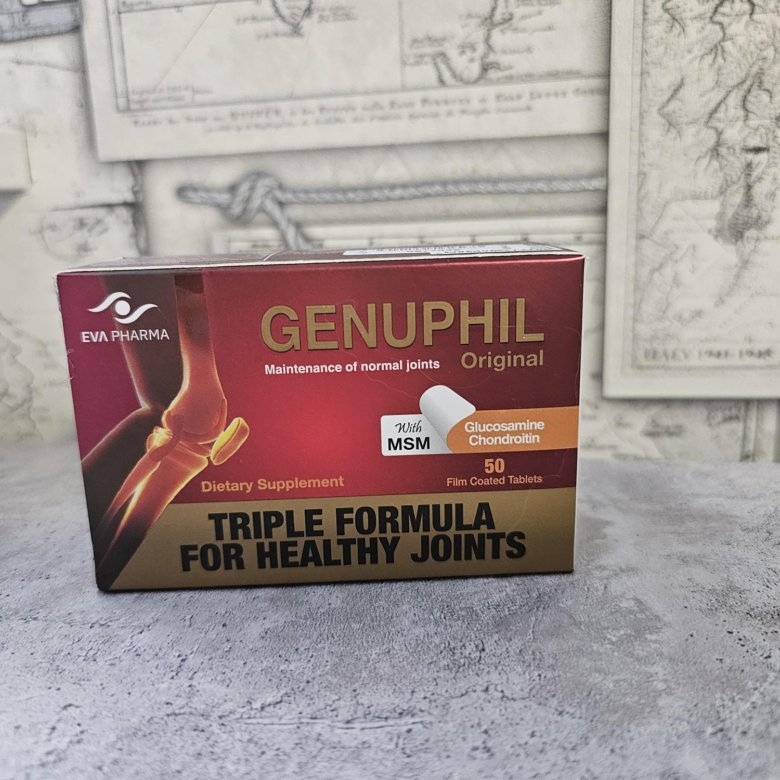 EVA PHARMA
GENUPHIL
Original
Maintenance of normal joints
With
MSM
Glucosamine
Chondroitin
50
Film Coated Tablets
Dietary Supplement
TRIPLE FORMULA
FOR HEALTHY JOINTS